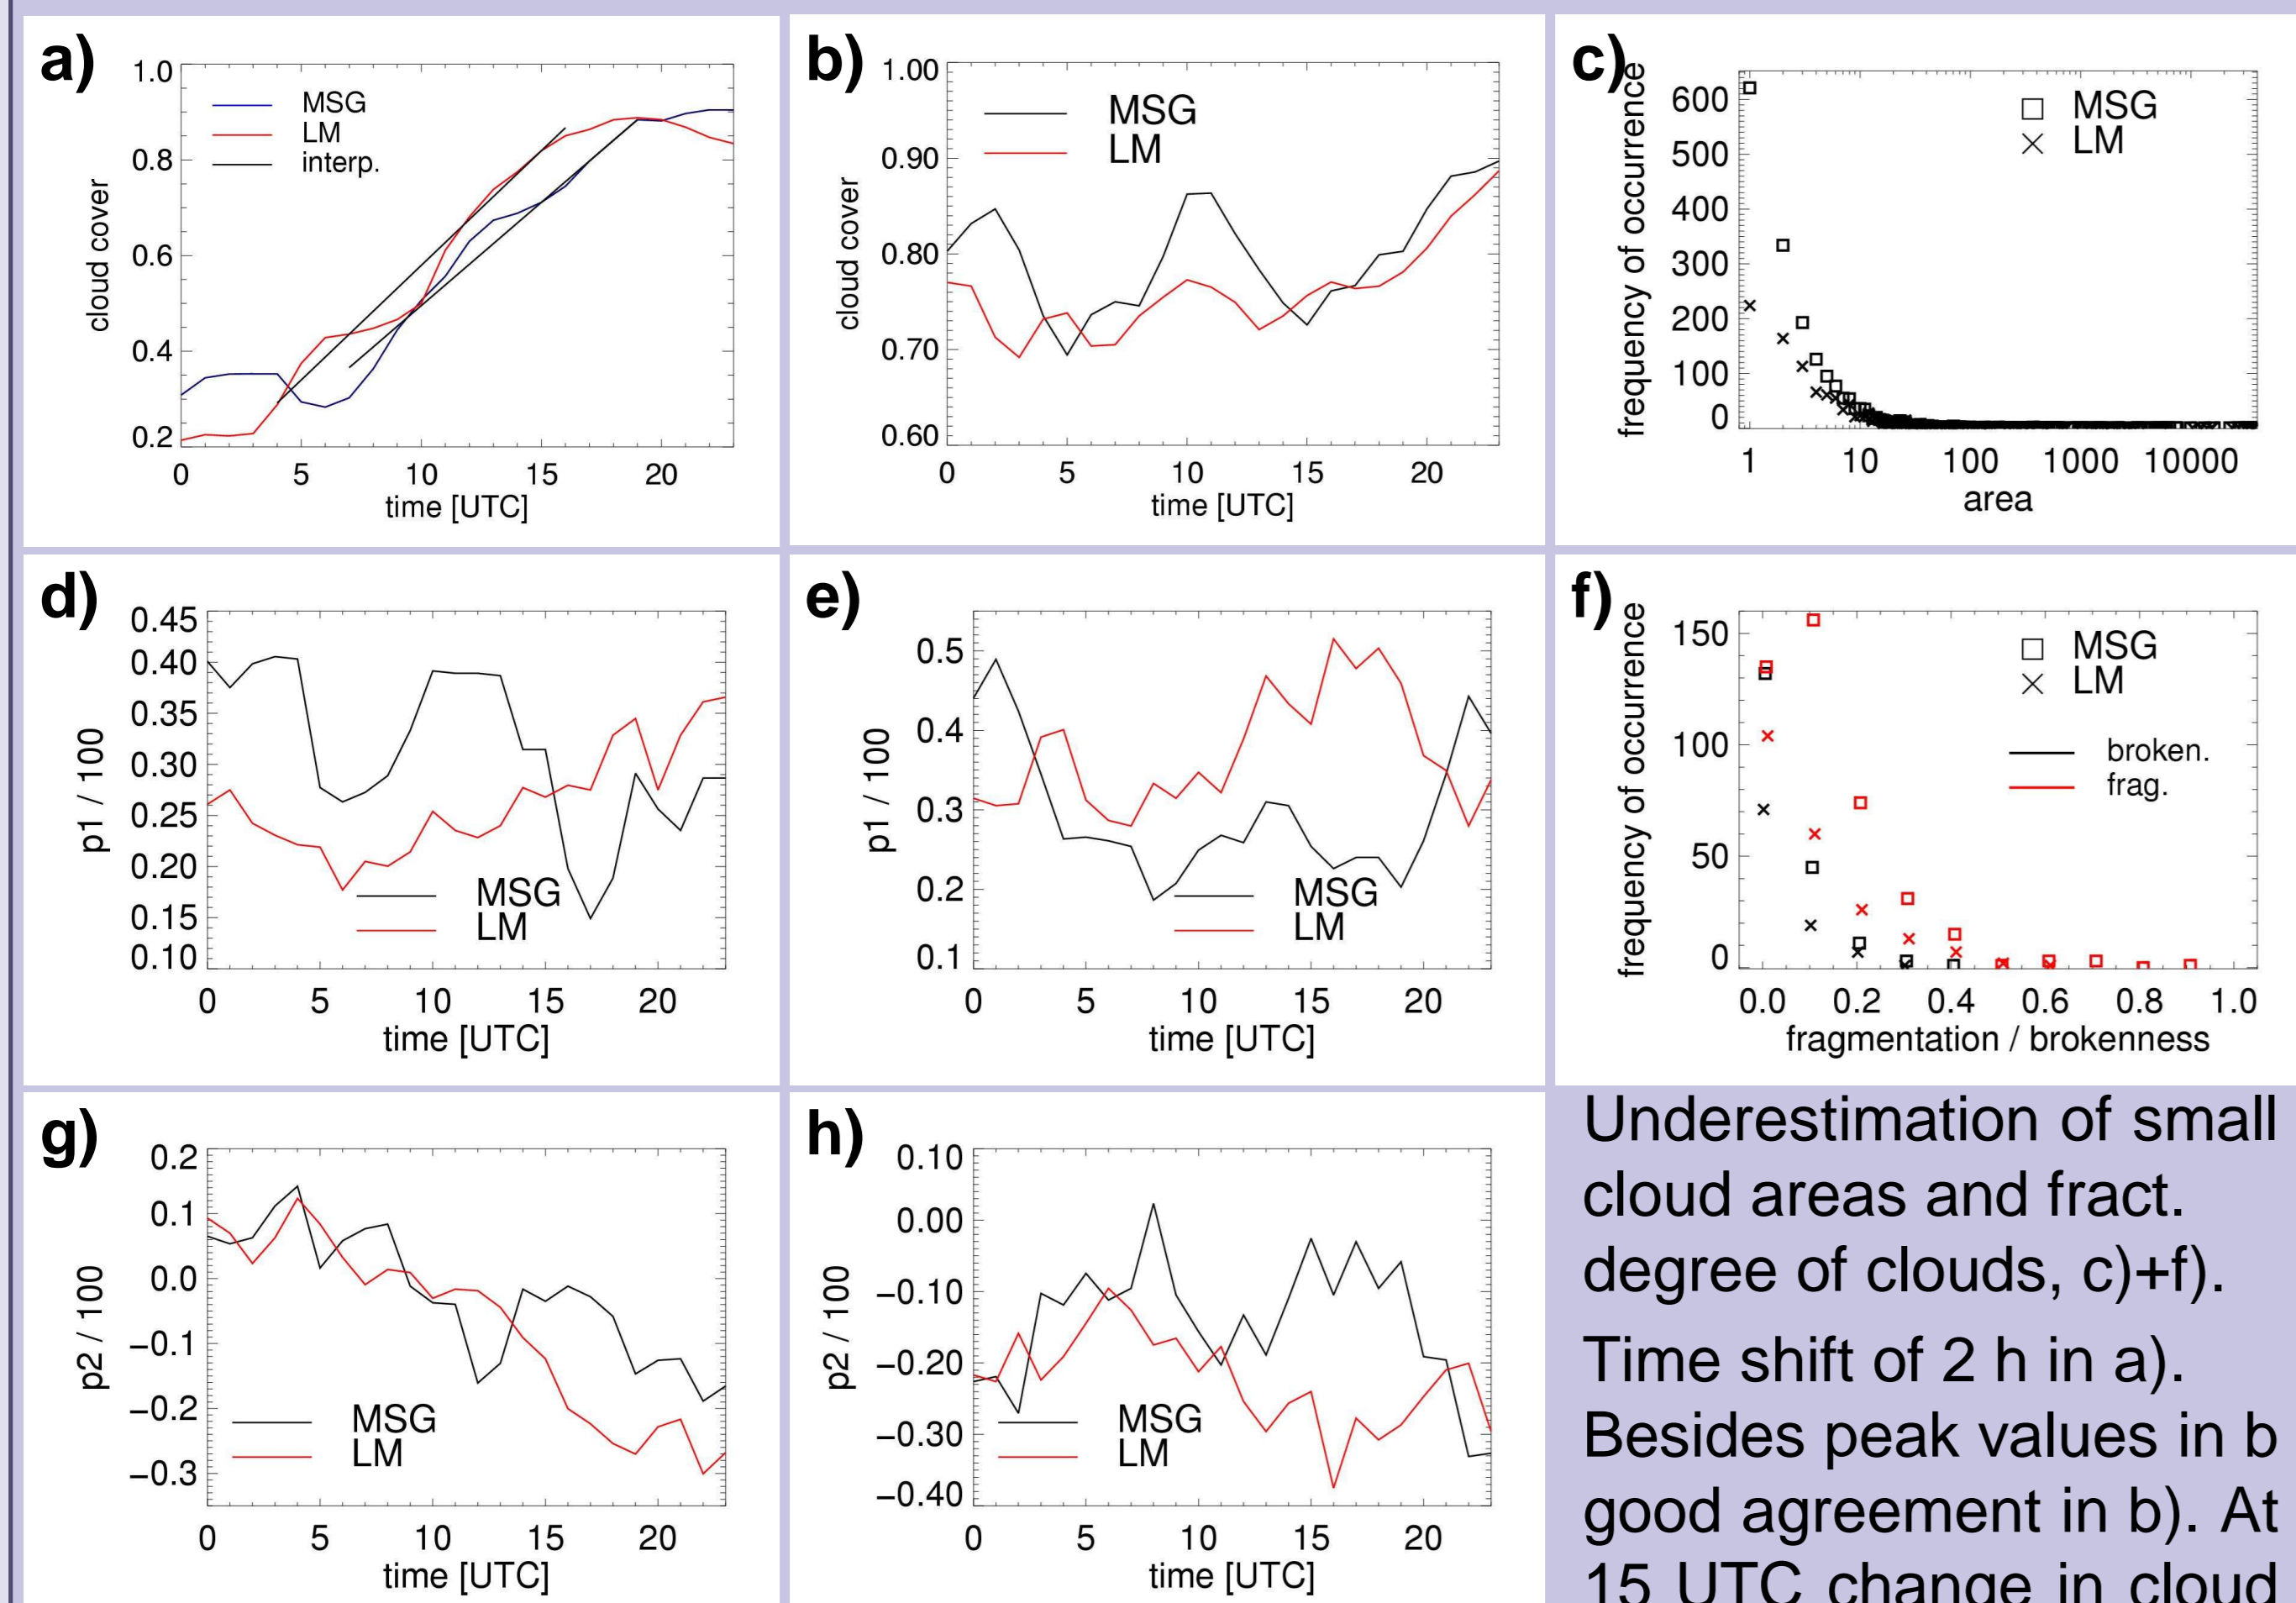 a)
1.0
0.8
0.6
0.4
0.2
cloud cover
MSG
LM
interp.
0 5 10 15 20
time [UTC]
b)
1.00
0.90
0.80
0.70
0.60
cloud cover
MSG
LM
0 5 10 15 20
time [UTC]
c)
600
500
400
300
200
100
0
frequency of occurrence
MSG
LM
1 10 100 1000 10000
area
d)
0.45
0.40
0.35
0.30
0.25
0.20
0.15
0.10
p1 / 100
MSG
LM
0 5 10 15 20
time [UTC]
e)
0.5
0.4
0.3
0.2
0.1
p1 / 100
MSG
LM
0 5 10 15 20
time [UTC]
f)
150
100
50
0
frequency of occurrence
MSG
LM
broken.
frag.
0.0 0.2 0.4 0.6 0.8 1.0
fragmentation / brokenness
g)
0.2
0.1
0.0
−0.1
−0.2
−0.3
p2 / 100
MSG
LM
0 5 10 15 20
time [UTC]
h)
0.10
0.00
−0.10
−0.20
−0.30
−0.40
p2 / 100
MSG
LM
0 5 10 15 20
time [UTC]
Underestimation of small
cloud areas and fract.
degree of clouds, c)+f).
Time shift of 2 h in a).
Besides peak values in b
good agreement in b). At
15 UTC change in cloud